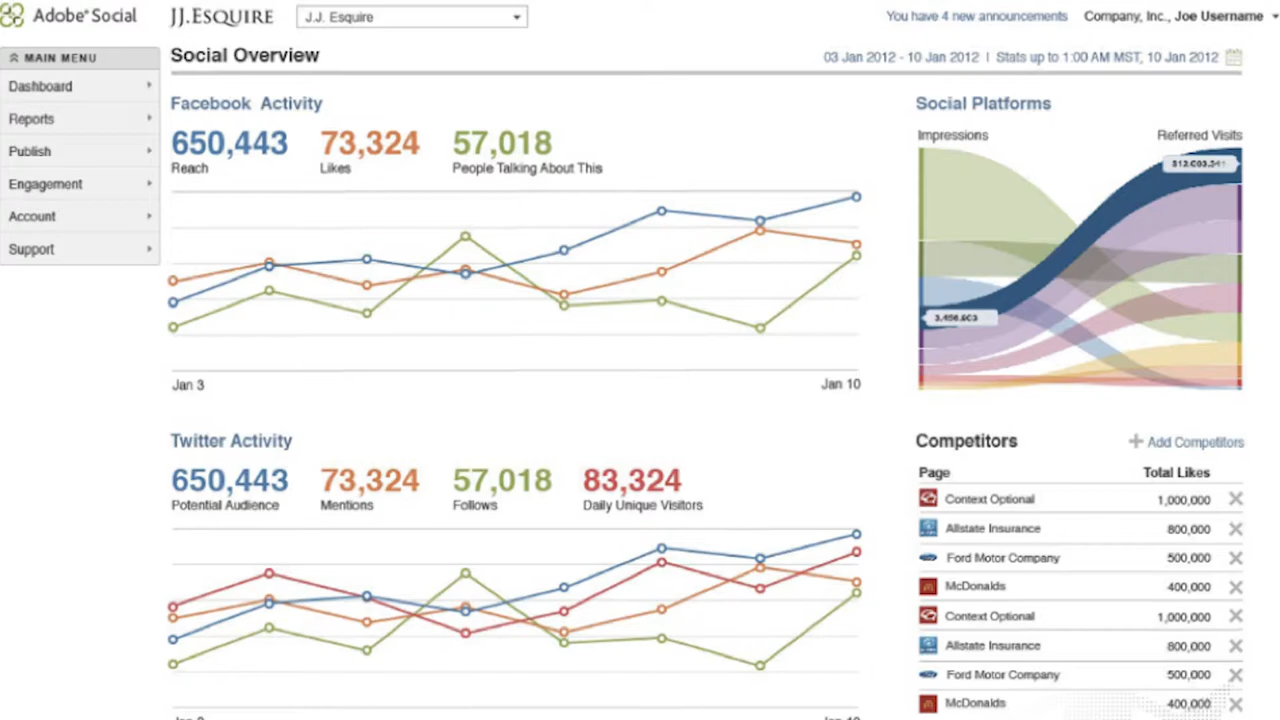 Adobe® Social
JJ.ESQUIRE
J.J. Esquire
You have 4 new announcements
Company, Inc., Joe Username
MAIN MENU
Dashboard
Reports
Publish
Engagement
Account
Support
Social Overview
03 Jan 2012 - 10 Jan 2012 | Stats up to 1:00 AM MST, 10 Jan 2012
Facebook Activity
650,443
73,324
57,018
Reach
Likes
People Talking About This
Jan 3
Jan 10
Social Platforms
Impressions
Referred Visits
Twitter Activity
650,443
73,324
57,018
83,324
Potential Audience
Mentions
Follows
Daily Unique Visitors
Competitors
Add Competitors
Page
Total Likes
Context Optional 1,000,000
Allstate Insurance 800,000
Ford Motor Company 500,000
McDonalds 400,000
Context Optional 1,000,000
Allstate Insurance 800,000
Ford Motor Company 500,000
McDonalds 400,000